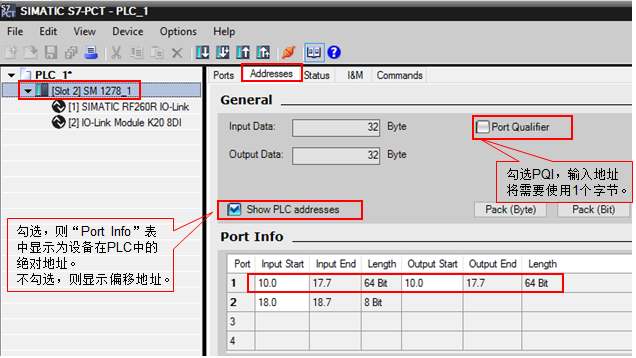 S7-PCT SIMATIC S7-PCT - PLC_1
File Edit View Device Options Help
PLC_1*
[Slot 2] SM 1278_1
[1] SIMATIC RF260R IO-Link
[2] IO-Link Module K20 8DI
Ports Addresses Status I&M Commands
General
Input Data: 32 Byte
Port Qualifier
Output Data: 32 Byte
勾选PQI，输入地址
将需要使用1个字节。
Show PLC addresses
Pack (Byte) Pack (Bit)
勾选，则“Port Info”表
中显示为设备在PLC中的
绝对地址。
不勾选，则显示偏移地址。
Port Info
Port Input Start Input End Length Output Start Output End Length
1 10.0 17.7 64 Bit 10.0 17.7 64 Bit
2 18.0 18.7 8 Bit
3
4